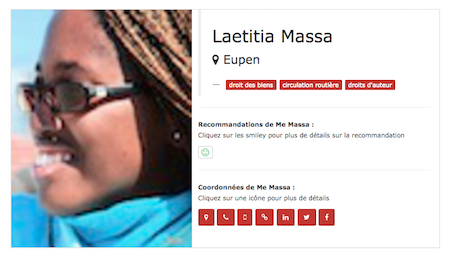 Laetitia Massa
Eupen
— droit des biens circulation routière droits d'auteur
Recommandations de Me Massa :
Cliquez sur les smiley pour plus de détails sur la recommandation
Coordonnées de Me Massa :
Cliquez sur une icône pour plus de détails